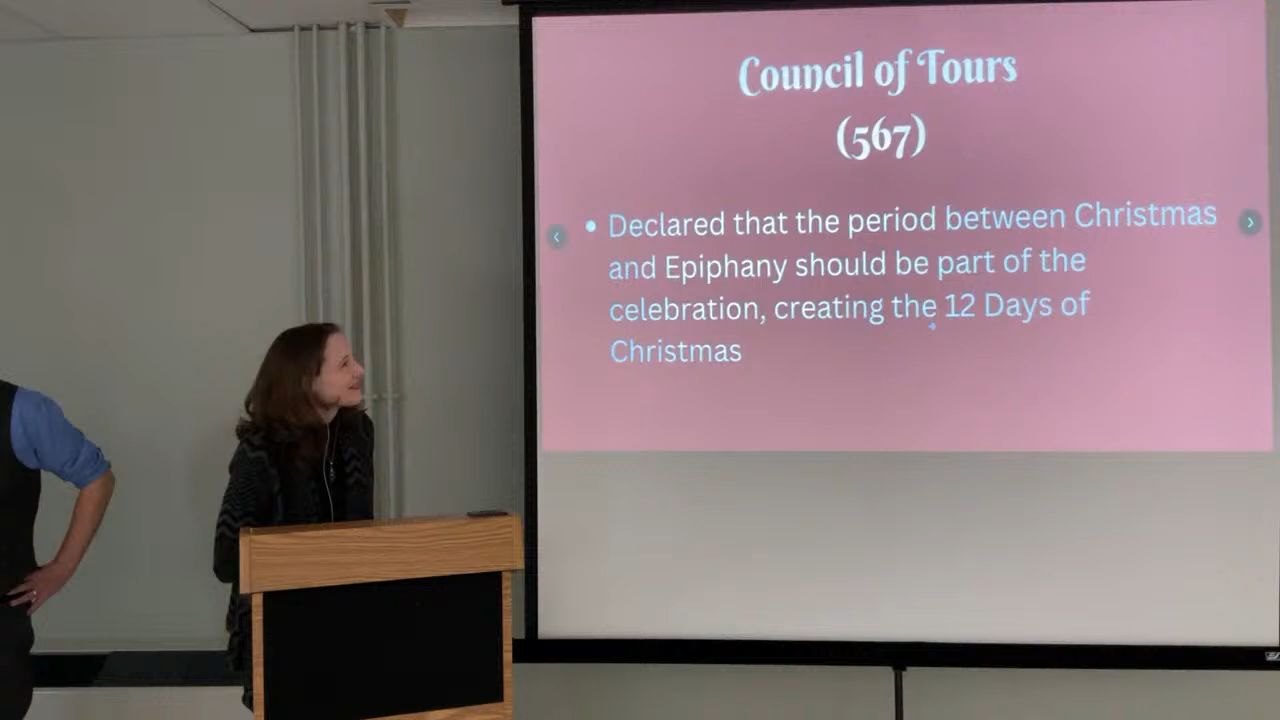 Council of Tours
(567)
• Declared that the period between Christmas
and Epiphany should be part of the
celebration, creating the 12 Days of
Christmas